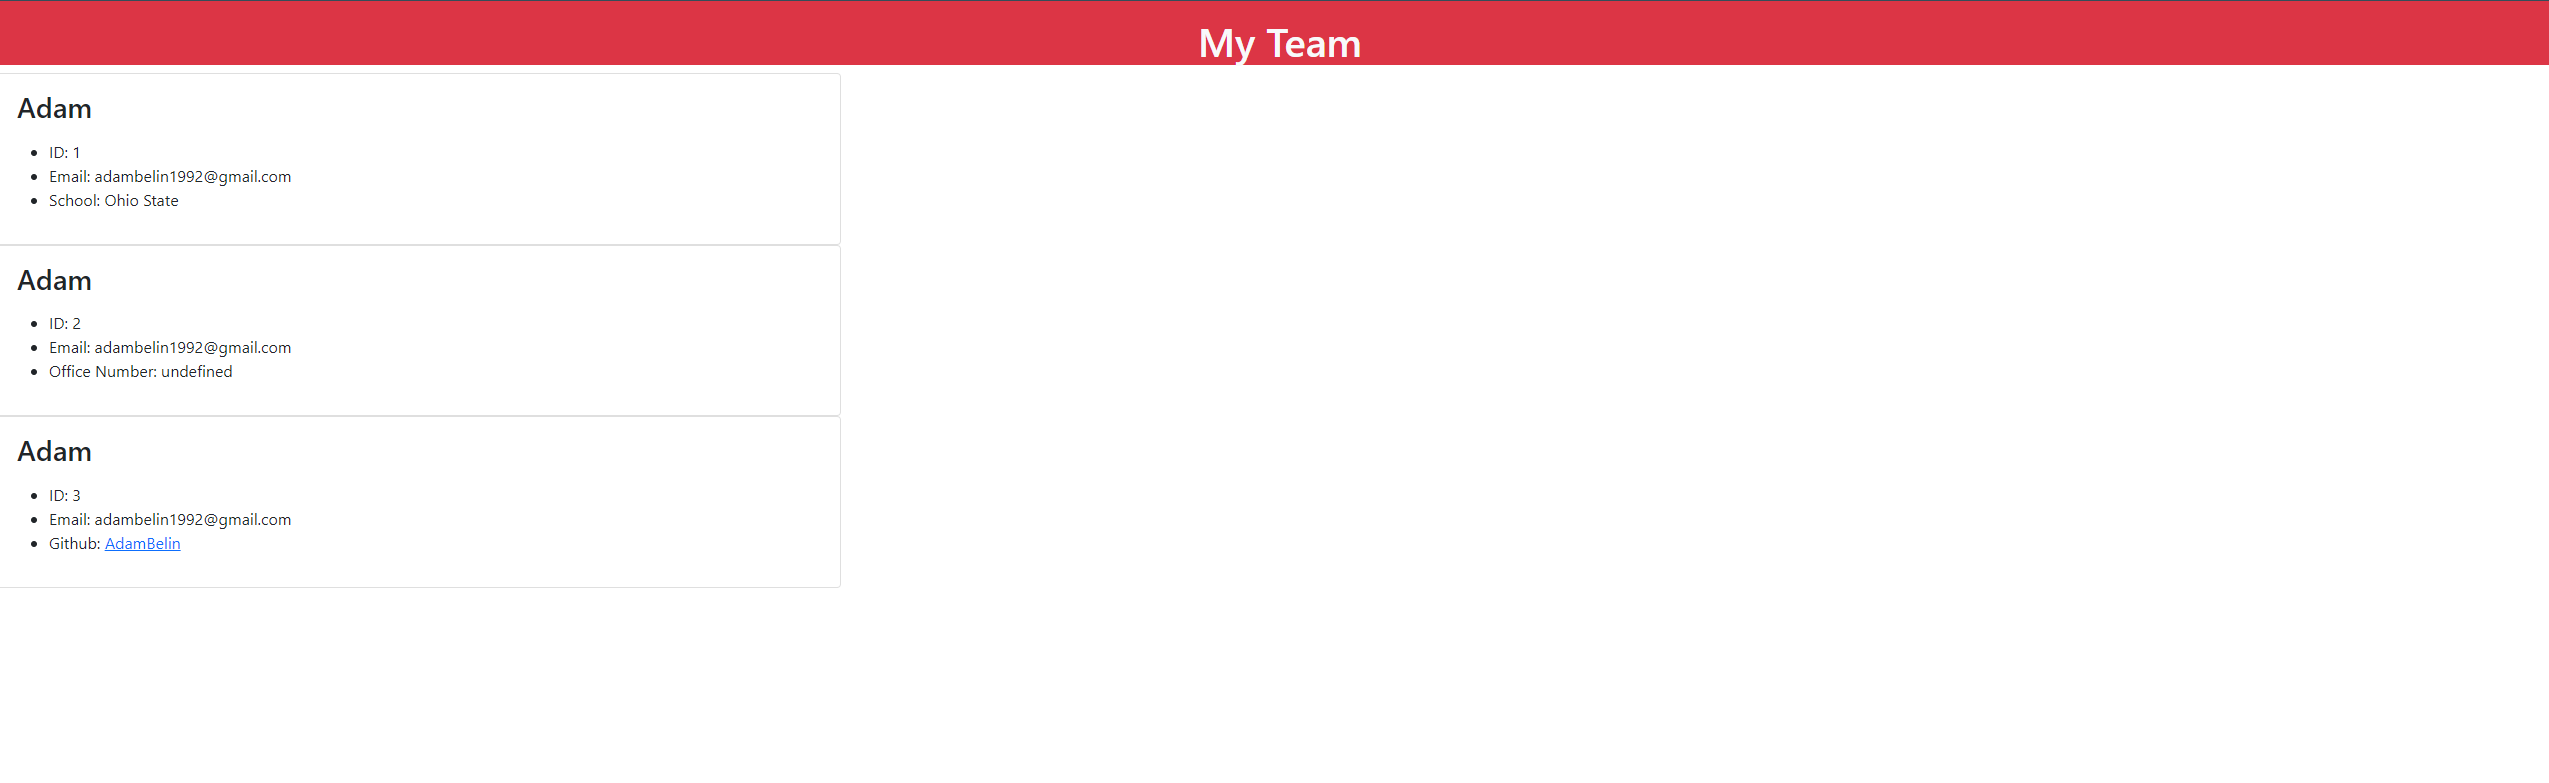 My Team
Adam
ID: 1
Email: adambelin1992@gmail.com
School: Ohio State
Adam
ID: 2
Email: adambelin1992@gmail.com
Office Number: undefined
Adam
ID: 3
Email: adambelin1992@gmail.com
Github: AdamBelin